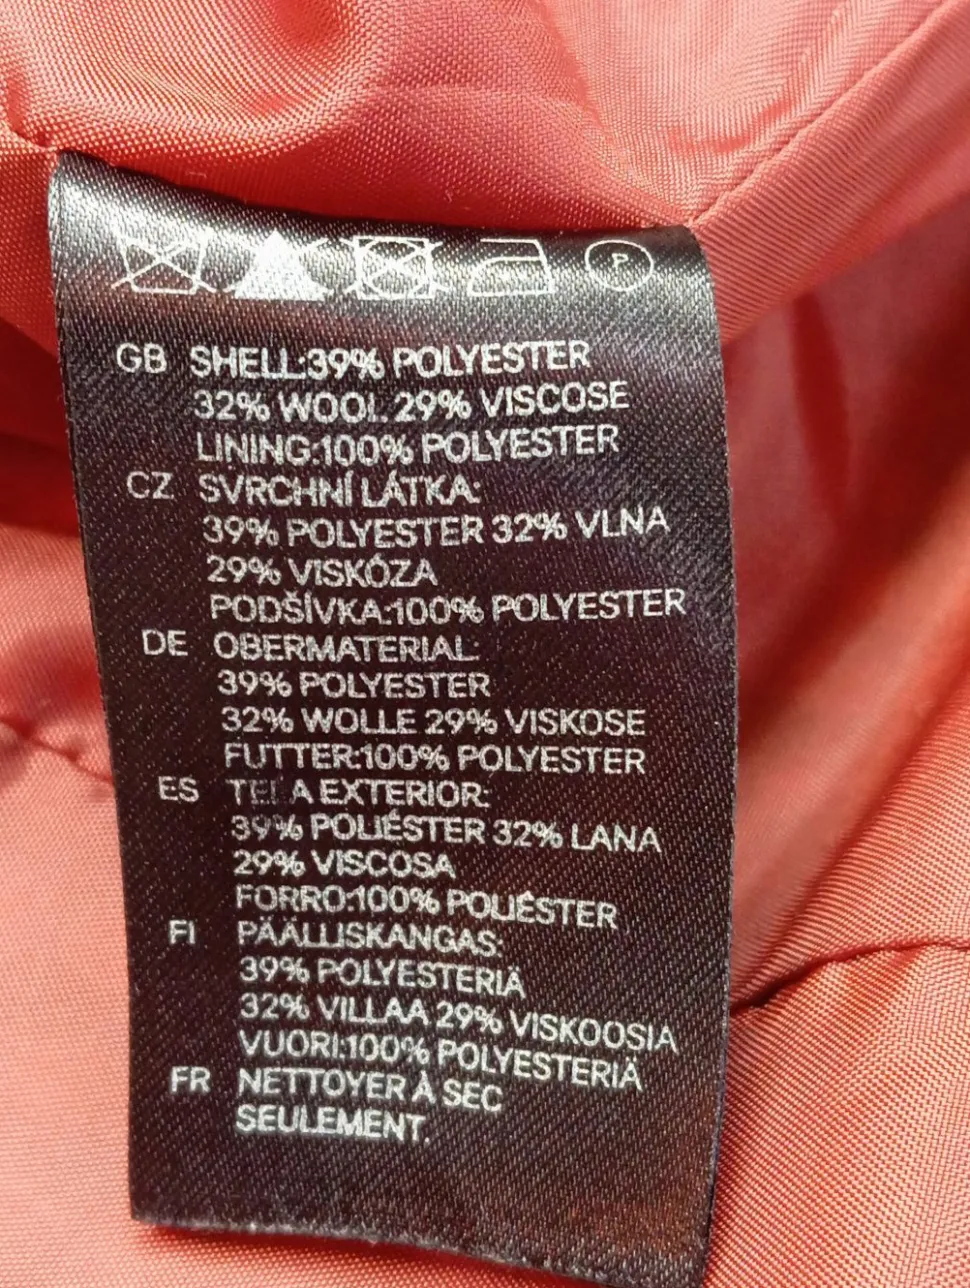 P
GB SHELL:39% POLYESTER
32% WOOL 29% VISCOSE
LINING:100% POLYESTER
CZ SVRCHNÍ LÁTKA:
39% POLYESTER 32% VLNA
29% VISKÓZA
PODŠÍVKA:100% POLYESTER
DE OBERMATERIAL:
39% POLYESTER
32% WOLLE 29% VISKOSE
FUTTER:100% POLYESTER
ES TELA EXTERIOR:
39% POLIÉSTER 32% LANA
29% VISCOSA
FORRO:100% POLIÉSTER
FI PÄÄLLISKANGAS:
39% POLYESTERIÄ
32% VILLAA 29% VISKOOSIA
VUORI:100% POLYESTERIÄ
FR NETTOYER À SEC
SEULEMENT.